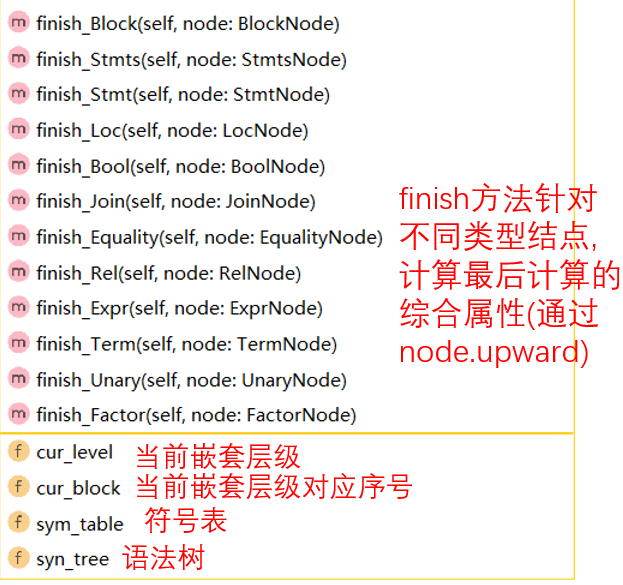 m finish_Block(self, node: BlockNode)
m finish_Stmts(self, node: StmtsNode)
m finish_Stmt(self, node: StmtNode)
m finish_Loc(self, node: LocNode)
m finish_Bool(self, node: BoolNode)
m finish_Join(self, node: JoinNode)
m finish_Equality(self, node: EqualityNode)
m finish_Rel(self, node: RelNode)
m finish_Expr(self, node: ExprNode)
m finish_Term(self, node: TermNode)
m finish_Unary(self, node: UnaryNode)
m finish_Factor(self, node: FactorNode)
finish方法针对
不同类型结点,
计算最后计算的
综合属性(通过
node.upward)
f cur_level 当前嵌套层级
f cur_block 当前嵌套层级对应序号
f sym_table 符号表
f syn_tree 语法树